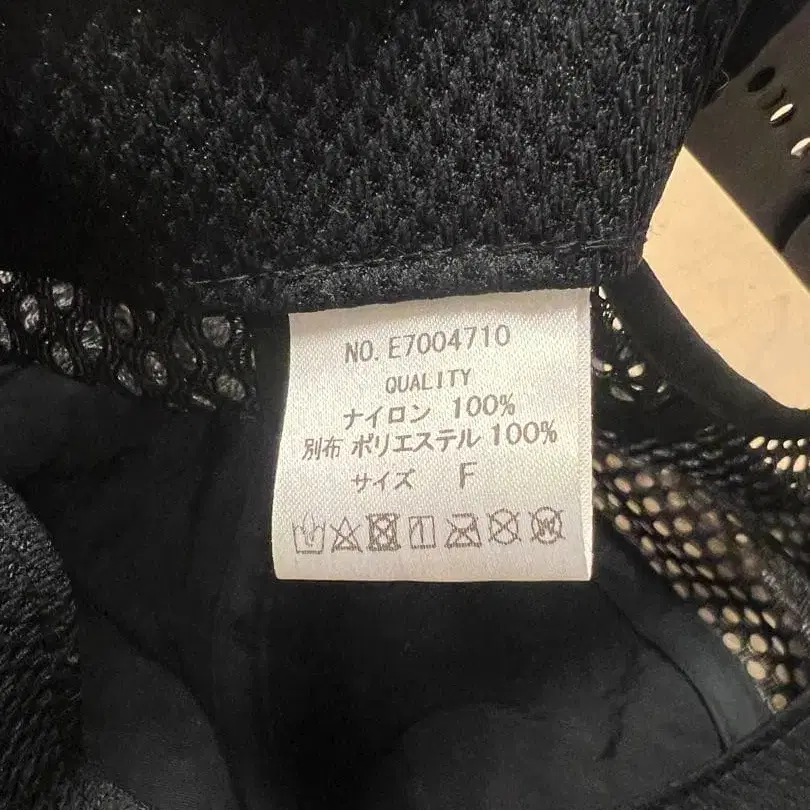 NO. E7004710
QUALITY
ナイロン 100%
別布 ポリエステル 100%
サイズ F